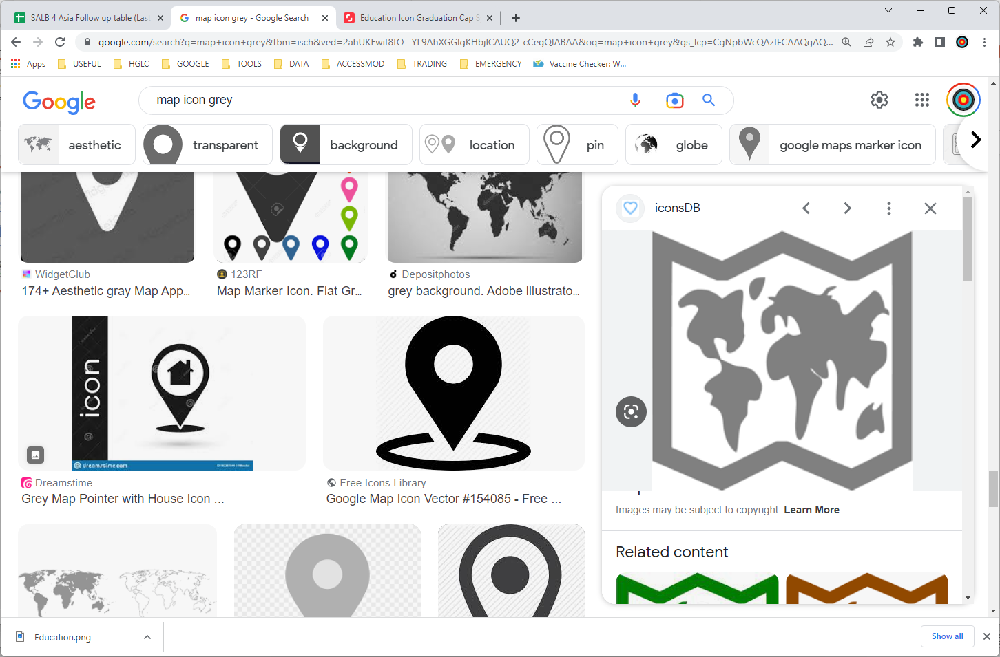 SALB 4 Asia Follow up table (Last
map icon grey - Google Search
Education Icon Graduation Cap S
google.com/search?q=map+icon+grey&tbm=isch&ved=2ahUKEwit8tO--YL9AhXGGIgKHbjlCAUQ2-cCegQIABAA&oq=map+icon+grey&gs_lcp=CgNpbWcQAzIFCAAQgAQ...
Apps
USEFUL
HGLC
GOOGLE
TOOLS
DATA
ACCESSMOD
TRADING
EMERGENCY
Vaccine Checker: W...
Google
map icon grey
aesthetic
transparent
background
location
pin
globe
google maps marker icon
WidgetClub
174+ Aesthetic gray Map App...
123RF
Map Marker Icon. Flat Gr...
Depositphotos
grey background. Adobe illustrato...
iconsDB
icon
dreamstime.com
Dreamstime
Grey Map Pointer with House Icon ...
Free Icons Library
Google Map Icon Vector #154085 - Free ...
Images may be subject to copyright. Learn More
Related content
Education.png
Show all